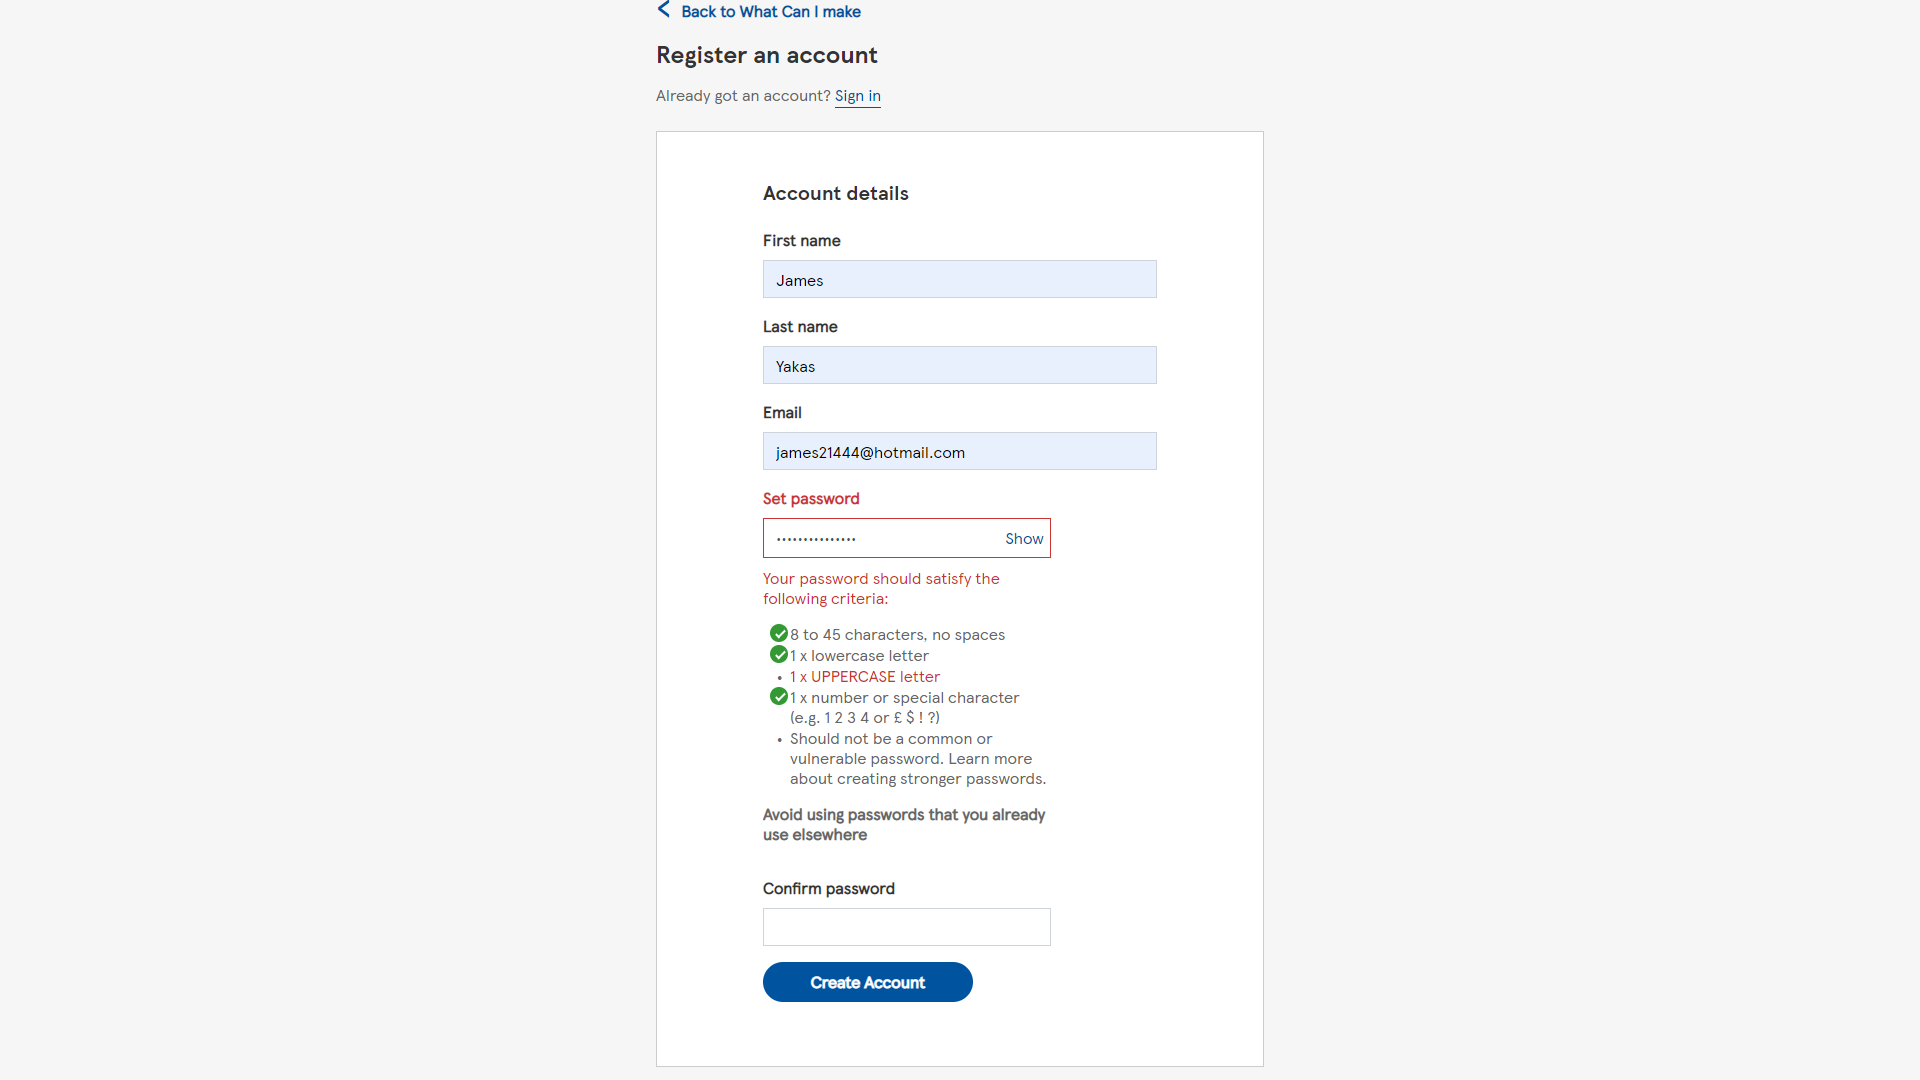 Back to What Can I make
Register an account
Already got an account? Sign in
Account details
First name
James
Last name
Yakas
Email
james21444@hotmail.com
Set password
••••••••••••••• Show
Your password should satisfy the
following criteria:
8 to 45 characters, no spaces
1 x lowercase letter
• 1 x UPPERCASE letter
1 x number or special character
(e.g. 1 2 3 4 or £ $ ! ?)
• Should not be a common or
vulnerable password. Learn more
about creating stronger passwords.
Avoid using passwords that you already
use elsewhere
Confirm password
Create Account